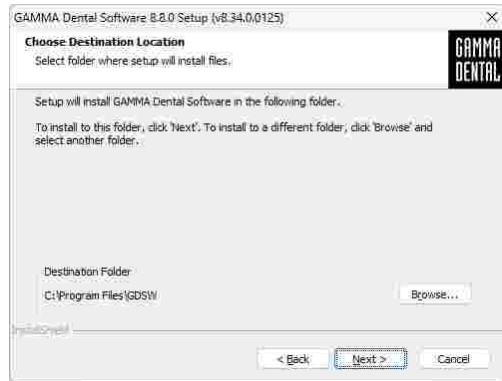 GAMMA Dental Software 8.8.0 Setup (v8.34.0.0125)
Choose Destination Location
Select folder where setup will install files.
GAMMA
DENTAL
Setup will install GAMMA Dental Software in the following folder.
To install to this folder, click 'Next'. To install to a different folder, click 'Browse' and
select another folder.
Destination Folder
C:\Program Files\GDSW
Browse...
InstallShield
< Back
Next >
Cancel